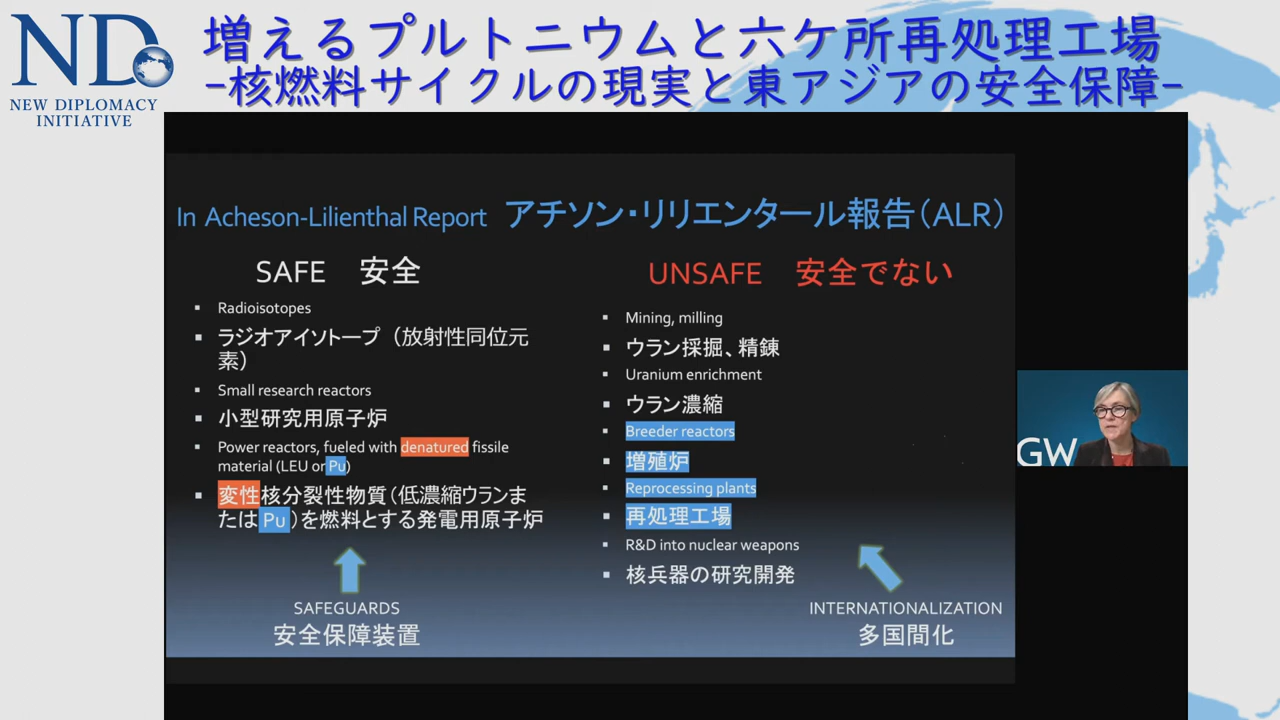 増えるプルトニウムと六ケ所再処理工場
-核燃料サイクルの現実と東アジアの安全保障-
ND
NEW DIPLOMACY
INITIATIVE
In Acheson-Lilienthal Report アチソン・リリエンタール報告(ALR)
SAFE 安全
▪ Radioisotopes
▪ ラジオアイソトープ(放射性同位元
素)
▪ Small research reactors
▪ 小型研究用原子炉
▪ Power reactors, fueled with denatured fissile
material (LEU or Pu)
▪ 変性核分裂性物質(低濃縮ウランま
たは Pu)を燃料とする発電用原子炉
SAFEGUARDS
安全保障装置
UNSAFE 安全でない
▪ Mining, milling
▪ ウラン採掘、精錬
▪ Uranium enrichment
▪ ウラン濃縮
▪ Breeder reactors
▪ 増殖炉
▪ Reprocessing plants
▪ 再処理工場
▪ R&D into nuclear weapons
▪ 核兵器の研究開発
INTERNATIONALIZATION
多国間化
GW